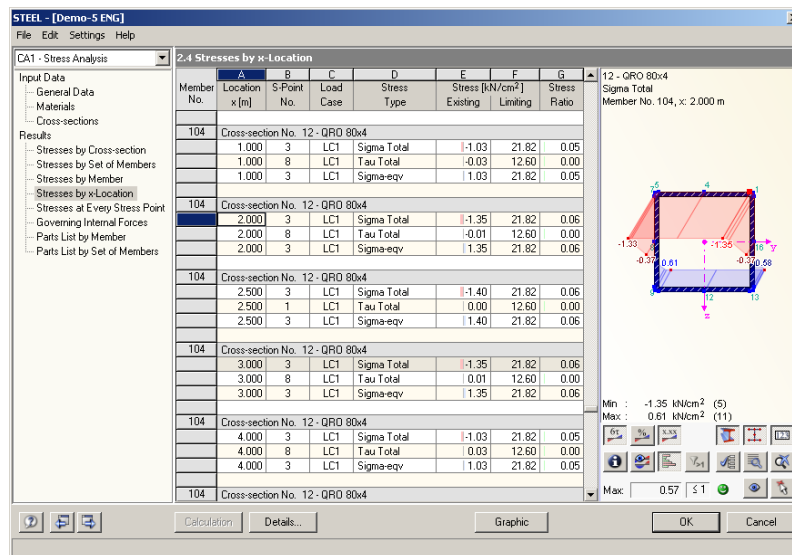 STEEL - [Demo-5 ENG]
File Edit Settings Help
CA1 - Stress Analysis
Input Data
General Data
Materials
Cross-sections
Results
Stresses by Cross-section
Stresses by Set of Members
Stresses by Member
Stresses by x-Location
Stresses at Every Stress Point
Governing Internal Forces
Parts List by Member
Parts List by Set of Members
2.4 Stresses by x-Location
A B C D E F G
Member Location S-Point Load Stress Stress [kN/cm²] Stress
No. x [m] No. Case Type Existing Limiting Ratio
104 Cross-section No. 12 - QRO 80x4
1.000 3 LC1 Sigma Total -1.03 21.82 0.05
1.000 8 LC1 Tau Total -0.03 12.60 0.00
1.000 3 LC1 Sigma-eqv 1.03 21.82 0.05
104 Cross-section No. 12 - QRO 80x4
2.000 3 LC1 Sigma Total -1.35 21.82 0.06
2.000 8 LC1 Tau Total -0.01 12.60 0.00
2.000 3 LC1 Sigma-eqv 1.35 21.82 0.06
104 Cross-section No. 12 - QRO 80x4
2.500 3 LC1 Sigma Total -1.40 21.82 0.06
2.500 1 LC1 Tau Total 0.00 12.60 0.00
2.500 3 LC1 Sigma-eqv 1.40 21.82 0.06
104 Cross-section No. 12 - QRO 80x4
3.000 3 LC1 Sigma Total -1.35 21.82 0.06
3.000 8 LC1 Tau Total 0.01 12.60 0.00
3.000 3 LC1 Sigma-eqv 1.35 21.82 0.06
104 Cross-section No. 12 - QRO 80x4
4.000 3 LC1 Sigma Total -1.03 21.82 0.05
4.000 8 LC1 Tau Total 0.03 12.60 0.00
4.000 3 LC1 Sigma-eqv 1.03 21.82 0.05
104 Cross-section No. 12 - QRO 80x4
12 - QRO 80x4
Sigma Total
Member No. 104, x: 2.000 m
5 4 1
-1.33 -1.35 16 y
-0.37 0.61 -0.37 0.58
9 12 13
z
Min : -1.35 kN/cm² (5)
Max : 0.61 kN/cm² (11)
Max: 0.57 ≤ 1
Calculation Details... Graphic OK Cancel